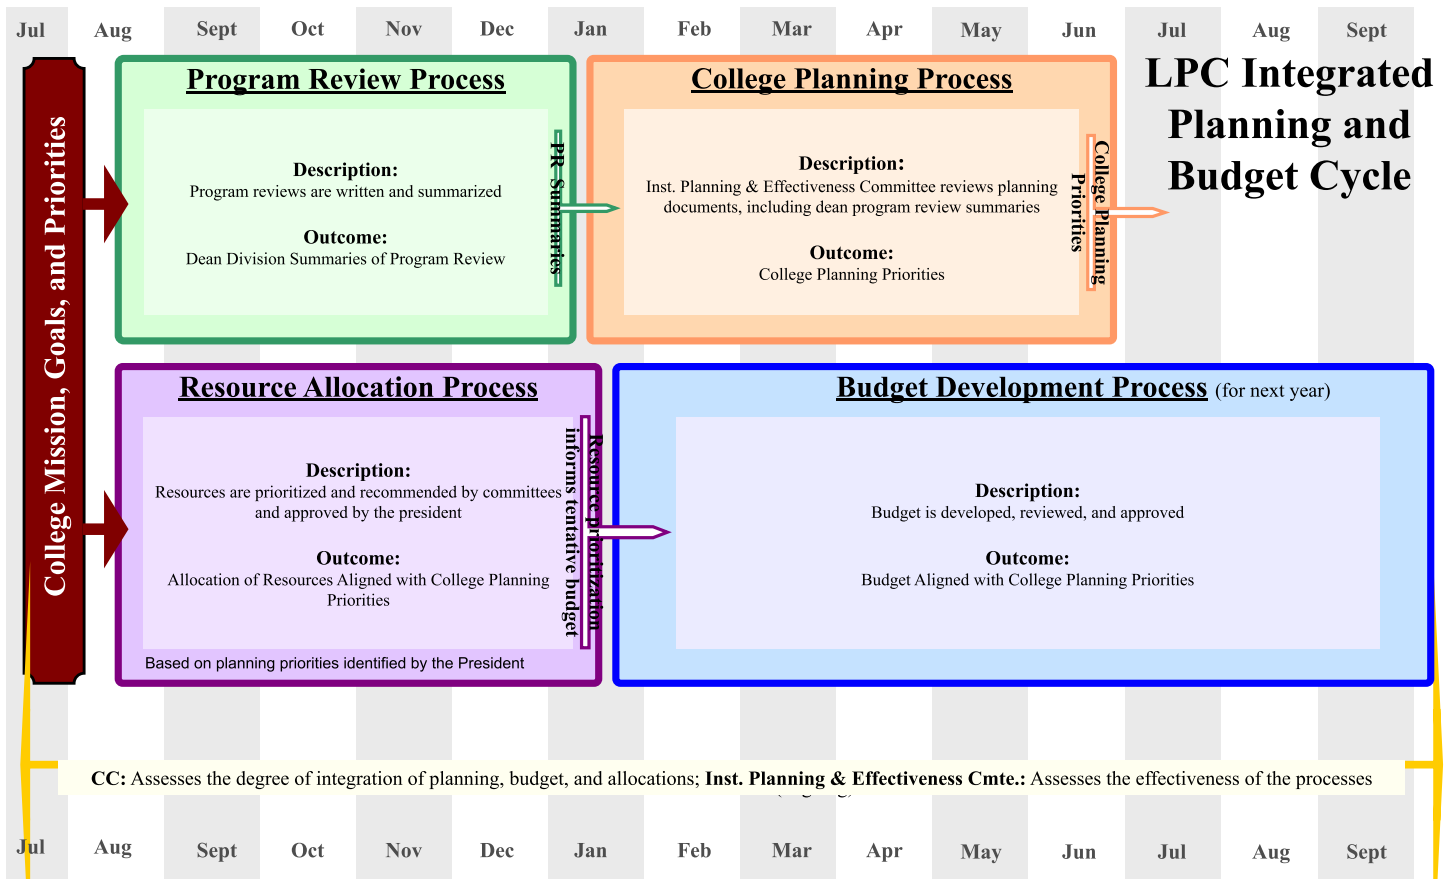 Jul Aug Sept Oct Nov Dec Jan Feb Mar Apr May Jun Jul Aug Sept
LPC Integrated
Planning and
Budget Cycle
College Mission, Goals, and Priorities
Program Review Process
Description:
Program reviews are written and summarized
Outcome:
Dean Division Summaries of Program Review
PR Summaries
College Planning Process
Description:
Inst. Planning & Effectiveness Committee reviews planning
documents, including dean program review summaries
Outcome:
College Planning Priorities
College Planning
Priorities
Resource Allocation Process
Description:
Resources are prioritized and recommended by committees
and approved by the president
Outcome:
Allocation of Resources Aligned with College Planning
Priorities
Based on planning priorities identified by the President
Resource prioritization
informs tentative budget
Budget Development Process (for next year)
Description:
Budget is developed, reviewed, and approved
Outcome:
Budget Aligned with College Planning Priorities
CC: Assesses the degree of integration of planning, budget, and allocations; Inst. Planning & Effectiveness Cmte.: Assesses the effectiveness of the processes
Jul Aug Sept Oct Nov Dec Jan Feb Mar Apr May Jun Jul Aug Sept